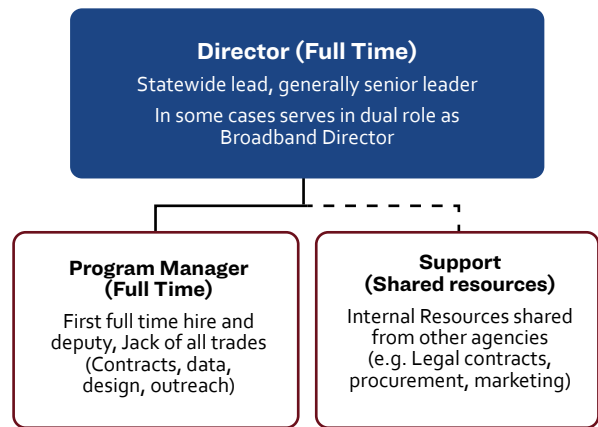 Director (Full Time)
Statewide lead, generally senior leader
In some cases serves in dual role as
Broadband Director
Program Manager
(Full Time)
First full time hire and
deputy, Jack of all trades
(Contracts, data,
design, outreach)
Support
(Shared resources)
Internal Resources shared
from other agencies
(e.g. Legal contracts,
procurement, marketing)